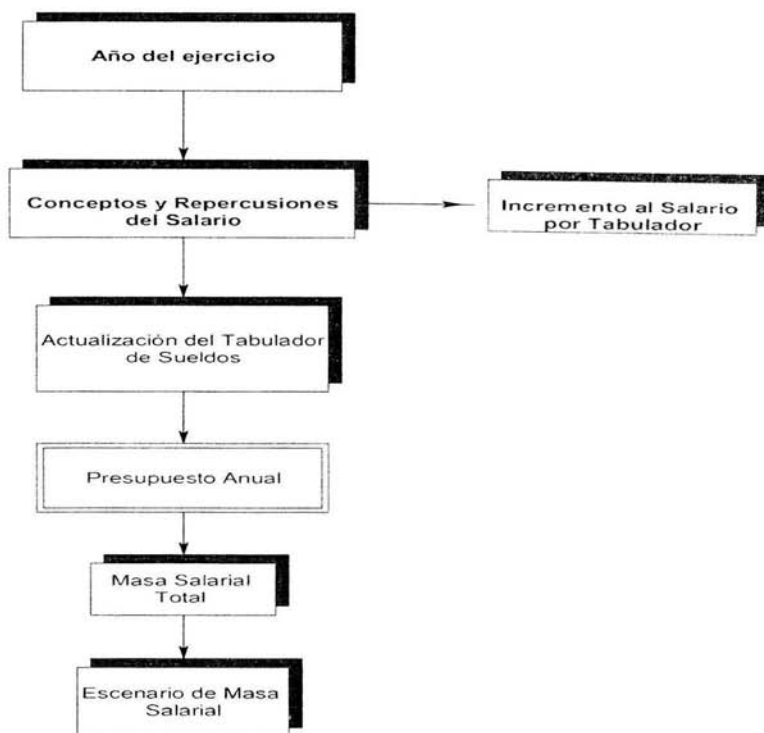 Año del ejercicio
Conceptos y Repercusiones
del Salario
Incremento al Salario
por Tabulador
Actualización del Tabulador
de Sueldos
Presupuesto Anual
Masa Salarial
Total
Escenario de Masa
Salarial